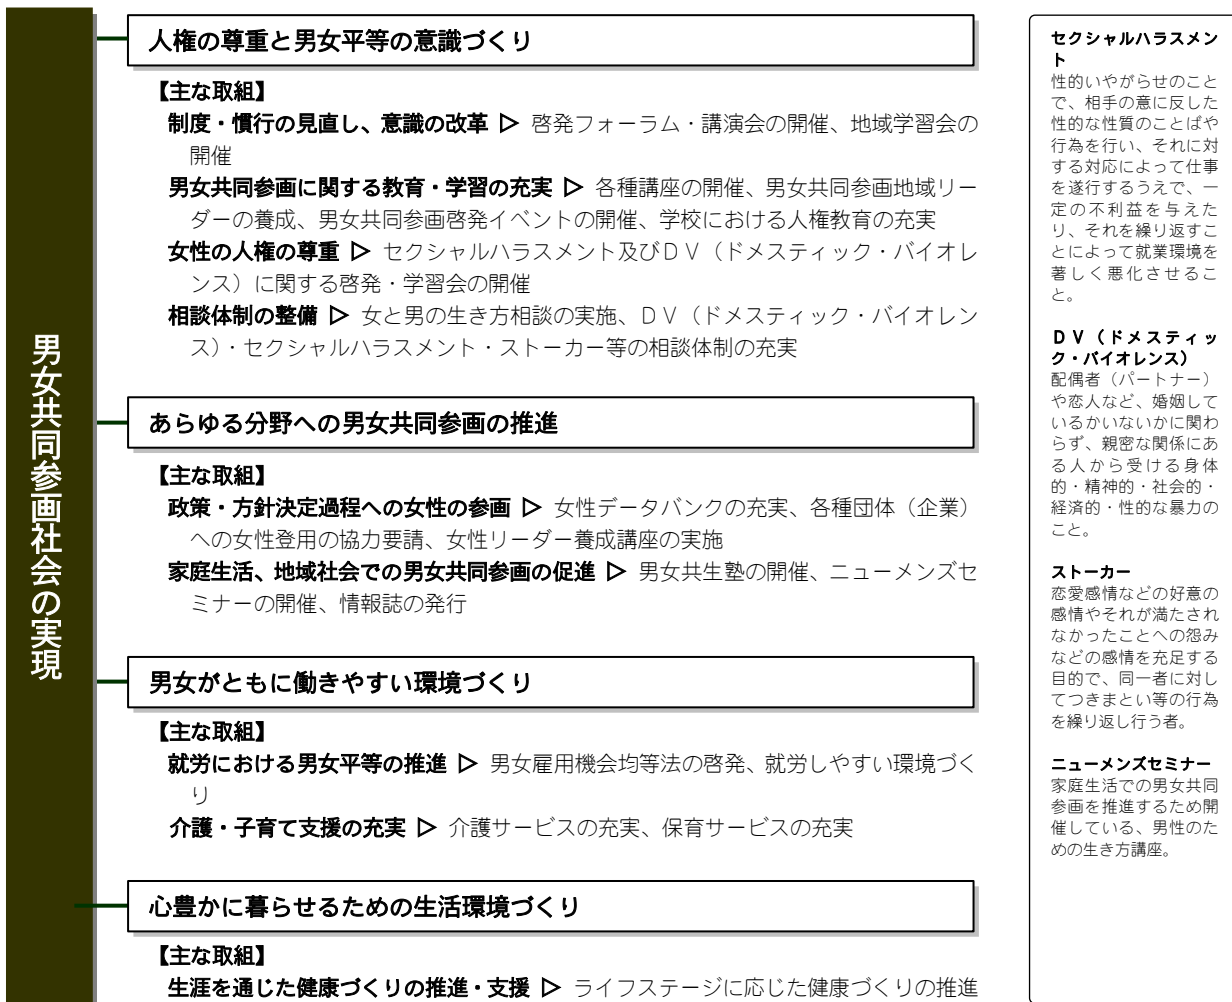 男女共同参画社会の実現
人権の尊重と男女平等の意識づくり
【主な取組】
制度・慣行の見直し、意識の改革 ▷ 啓発フォーラム・講演会の開催、地域学習会の
開催
男女共同参画に関する教育・学習の充実 ▷ 各種講座の開催、男女共同参画地域リー
ダーの養成、男女共同参画啓発イベントの開催、学校における人権教育の充実
女性の人権の尊重 ▷ セクシャルハラスメント及びDV（ドメスティック・バイオレ
ンス）に関する啓発・学習会の開催
相談体制の整備 ▷ 女と男の生き方相談の実施、DV（ドメスティック・バイオレン
ス）・セクシャルハラスメント・ストーカー等の相談体制の充実
あらゆる分野への男女共同参画の推進
【主な取組】
政策・方針決定過程への女性の参画 ▷ 女性データバンクの充実、各種団体（企業）
への女性登用の協力要請、女性リーダー養成講座の実施
家庭生活、地域社会での男女共同参画の促進 ▷ 男女共生塾の開催、ニューメンズセ
ミナーの開催、情報誌の発行
男女がともに働きやすい環境づくり
【主な取組】
就労における男女平等の推進 ▷ 男女雇用機会均等法の啓発、就労しやすい環境づく
り
介護・子育て支援の充実 ▷ 介護サービスの充実、保育サービスの充実
心豊かに暮らせるための生活環境づくり
【主な取組】
生涯を通じた健康づくりの推進・支援 ▷ ライフステージに応じた健康づくりの推進
セクシャルハラスメン
ト
性的いやがらせのこと
で、相手の意に反した
性的な性質のことばや
行為を行い、それに対
する対応によって仕事
を遂行するうえで、一
定の不利益を与えた
り、それを繰り返すこ
とによって就業環境を
著しく悪化させるこ
と。
DV（ドメスティッ
ク・バイオレンス）
配偶者（パートナー）
や恋人など、婚姻して
いるかいないかに関わ
らず、親密な関係にあ
る人から受ける身体
的・精神的・社会的・
経済的・性的な暴力の
こと。
ストーカー
恋愛感情などの好意の
感情やそれが満たされ
なかったことへの怨み
などの感情を充足する
目的で、同一者に対し
てつきまとい等の行為
を繰り返し行う者。
ニューメンズセミナー
家庭生活での男女共同
参画を推進するため開
催している、男性のた
めの生き方講座。